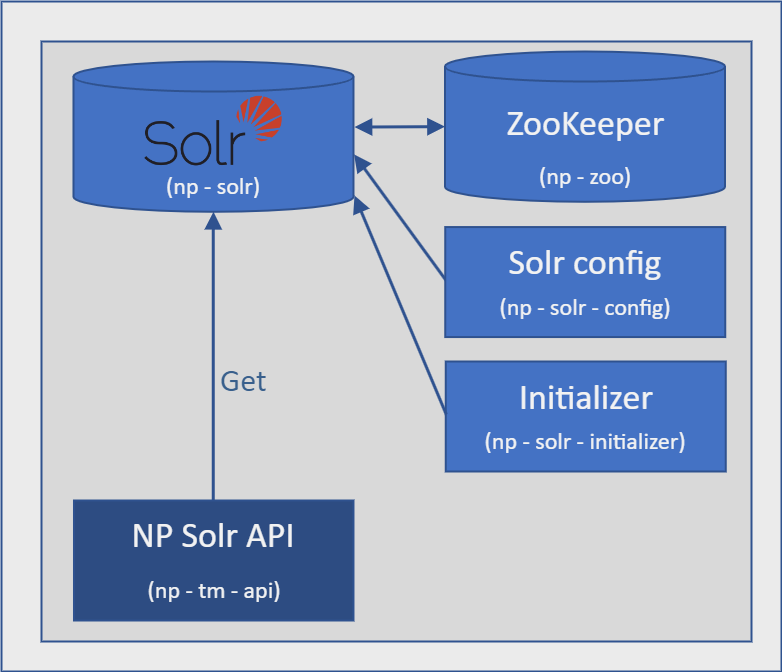 Solr
(np - solr)
ZooKeeper
(np - zoo)
Solr config
(np - solr - config)
Initializer
(np - solr - initializer)
Get
NP Solr API
(np - tm - api)